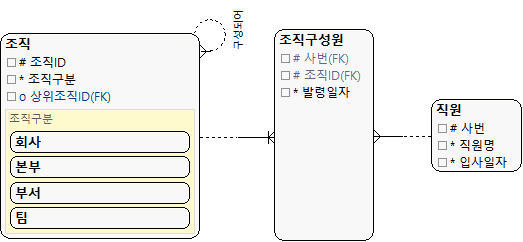 조직
# 조직ID
* 조직구분
o 상위조직ID(FK)
조직구분
회사
본부
부서
팀
구성되어
조직구성원
# 사번(FK)
# 조직ID(FK)
* 발령일자
직원
# 사번
* 직원명
* 입사일자